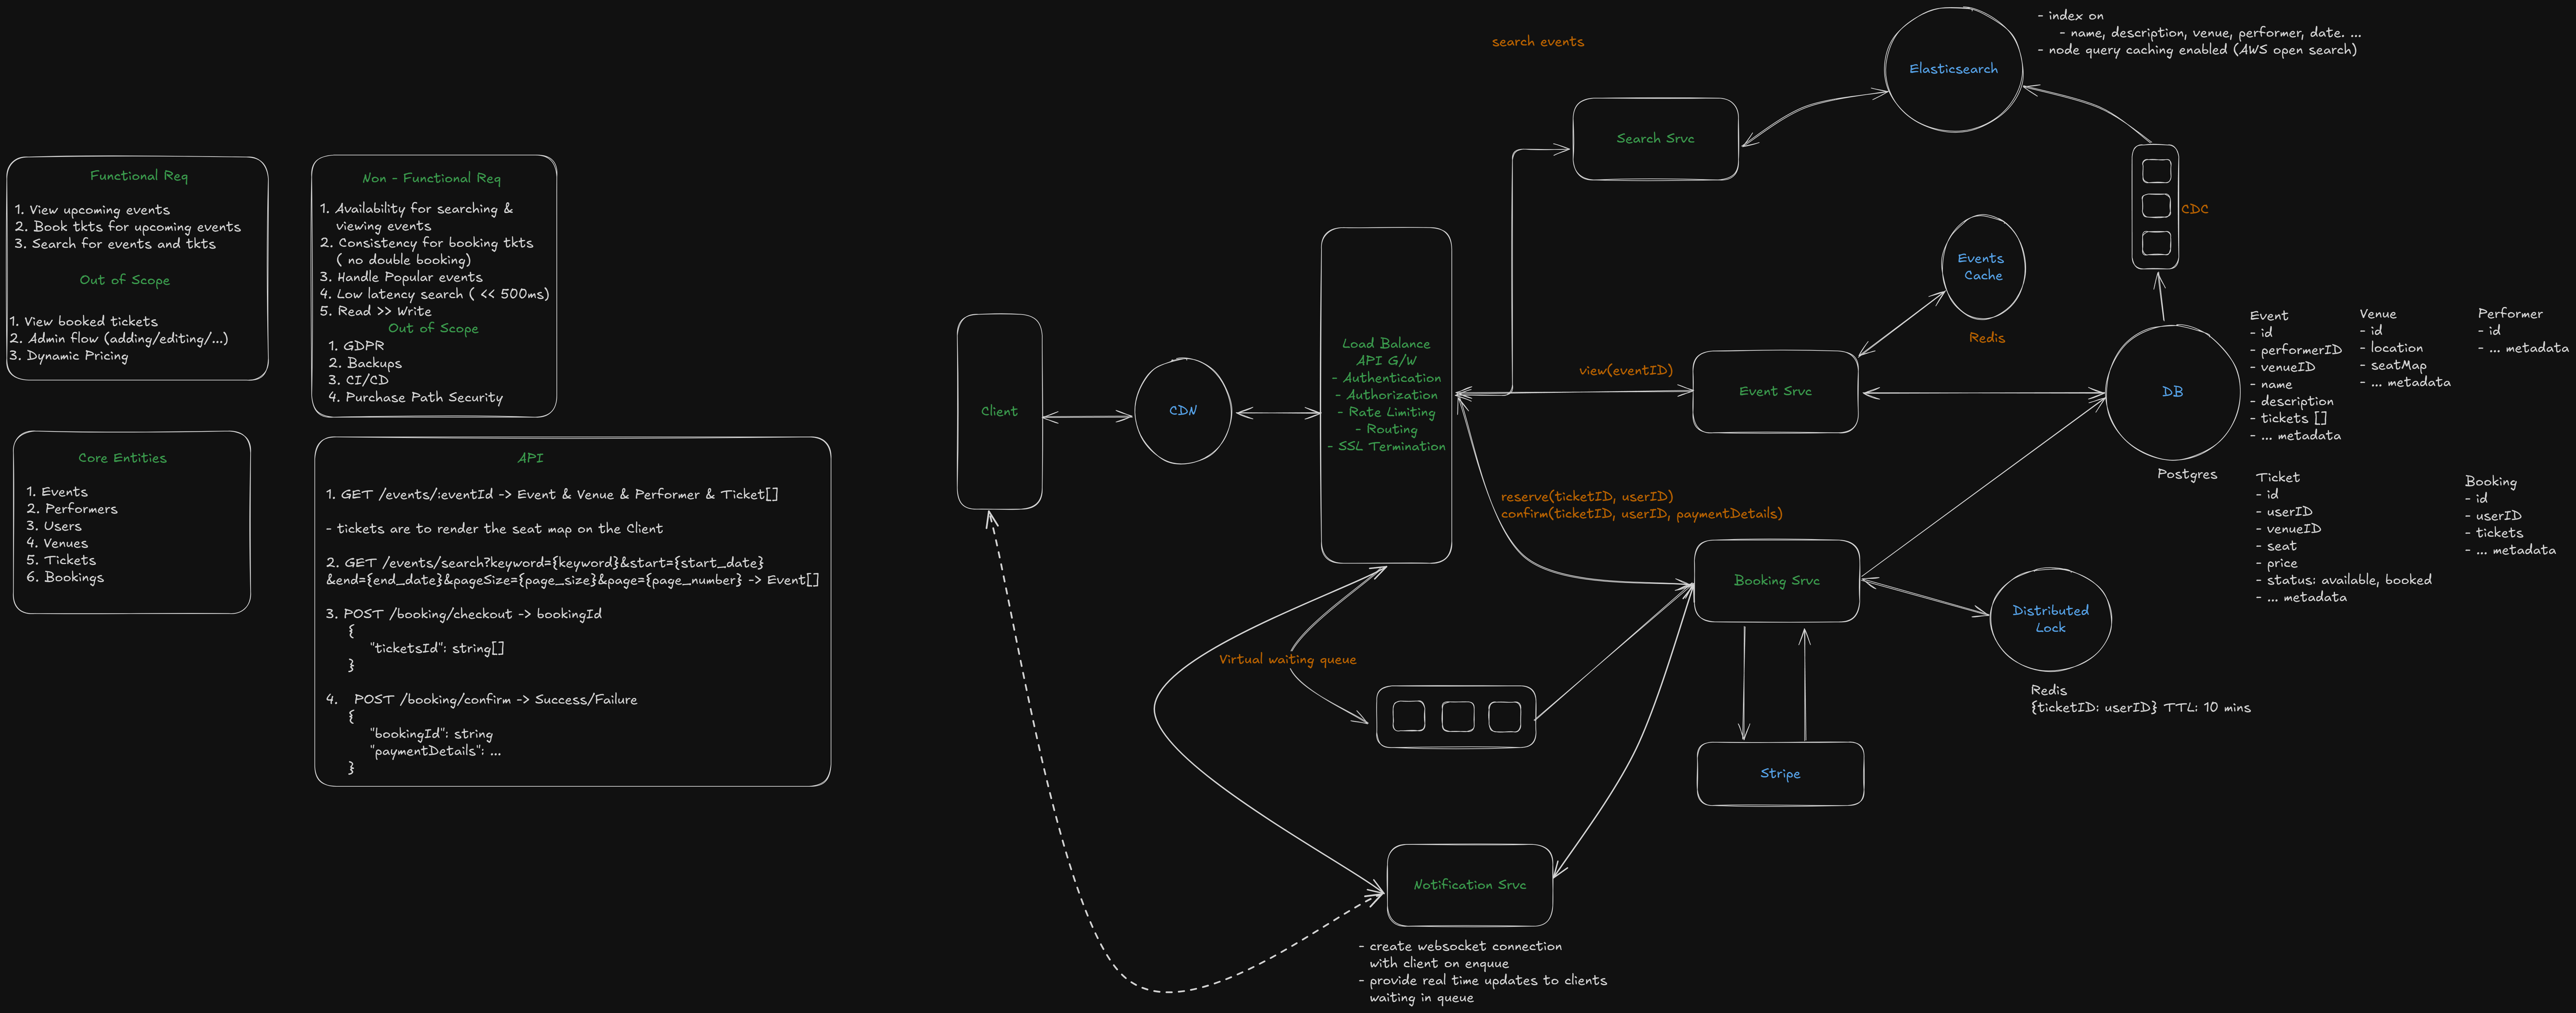 Functional Req
1. View upcoming events
2. Book tkts for upcoming events
3. Search for events and tkts
Out of Scope
1. View booked tickets
2. Admin flow (adding/editing/...)
3. Dynamic Pricing
Non - Functional Req
1. Availability for searching &
viewing events
2. Consistency for booking tkts
( no double booking)
3. Handle Popular events
4. Low latency search ( << 500ms)
5. Read >> Write
Out of Scope
1. GDPR
2. Backups
3. CI/CD
4. Purchase Path Security
Core Entities
1. Events
2. Performers
3. Users
4. Venues
5. Tickets
6. Bookings
API
1. GET /events/:eventId -> Event & Venue & Performer & Ticket[]
- tickets are to render the seat map on the Client
2. GET /events/search?keyword={keyword}&start={start_date}
&end={end_date}&pageSize={page_size}&page={page_number} -> Event[]
3. POST /booking/checkout -> bookingId
{
"ticketsId": string[]
}
4. POST /booking/confirm -> Success/Failure
{
"bookingId": string
"paymentDetails": ...
}
Client
CDN
Load Balance
API G/W
- Authentication
- Authorization
- Rate Limiting
- Routing
- SSL Termination
search events
Search Srvc
Elasticsearch
- index on
- name, description, venue, performer, date. ...
- node query caching enabled (AWS open search)
CDC
Events
Cache
Redis
view(eventID)
Event Srvc
DB
Postgres
Event
- id
- performerID
- venueID
- name
- description
- tickets []
- ... metadata
Venue
- id
- location
- seatMap
- ... metadata
Performer
- id
- ... metadata
Ticket
- id
- userID
- venueID
- seat
- price
- status: available, booked
- ... metadata
Booking
- id
- userID
- tickets
- ... metadata
reserve(ticketID, userID)
confirm(ticketID, userID, paymentDetails)
Booking Srvc
Distributed
Lock
Redis
{ticketID: userID} TTL: 10 mins
Virtual waiting queue
Stripe
Notification Srvc
- create websocket connection
with client on enquue
- provide real time updates to clients
waiting in queue